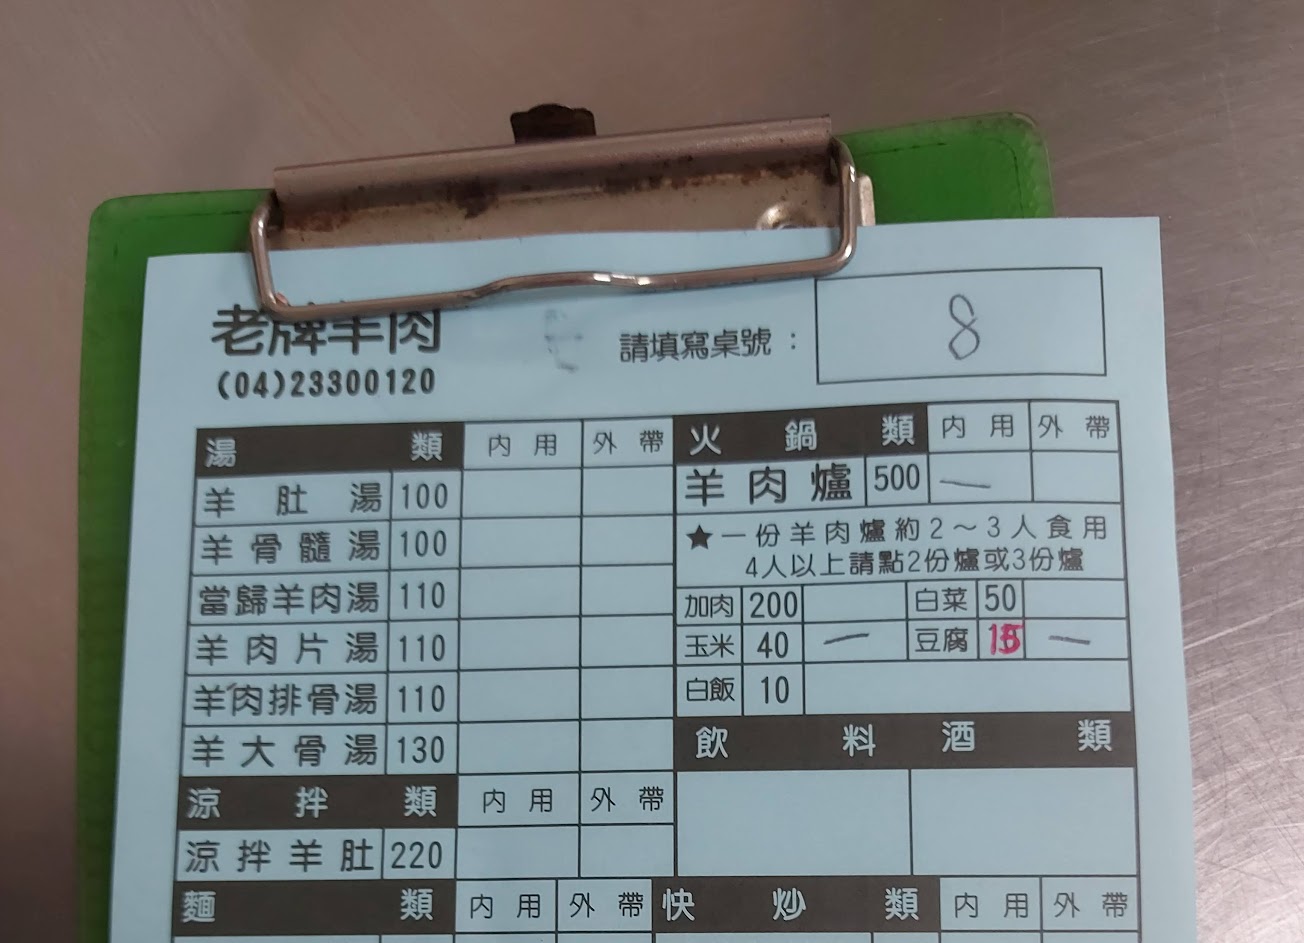 老牌羊肉
(04)23300120
請填寫桌號：
8
湯類 內用 外帶
羊肚湯 100
羊骨髓湯 100
當歸羊肉湯 110
羊肉片湯 110
羊肉排骨湯 110
羊大骨湯 130
涼拌類 內用 外帶
涼拌羊肚 220
麵類 內用 外帶
火鍋類 內用 外帶
羊肉爐 500 一
★一份羊肉爐約2～3人食用
4人以上請點2份爐或3份爐
加肉 200 白菜 50
玉米 40 一 豆腐 15 一
白飯 10
飲料酒類
快炒類 內用 外帶